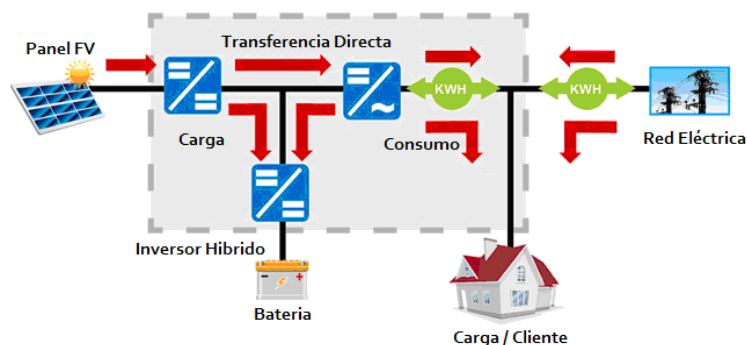 Panel FV
Transferencia Directa
KWH
KWH
Carga
Consumo
Red Eléctrica
Inversor Hibrido
Bateria
Carga / Cliente